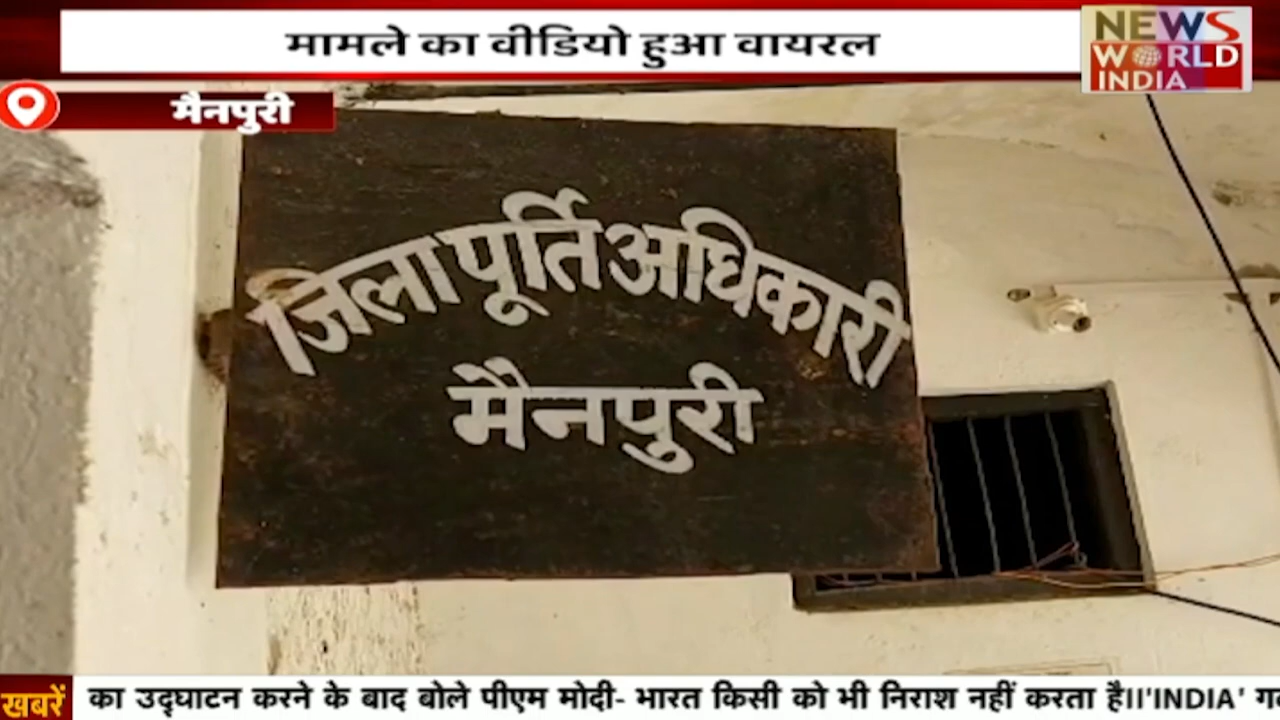 मामले का वीडियो हुआ वायरल
NEWS
WORLD
INDIA
मैनपुरी
जिला पूर्ति अधिकारी
मैनपुरी
खबरें का उद्घाटन करने के बाद बोले पीएम मोदी- भारत किसी को भी निराश नहीं करता है।।'INDIA'